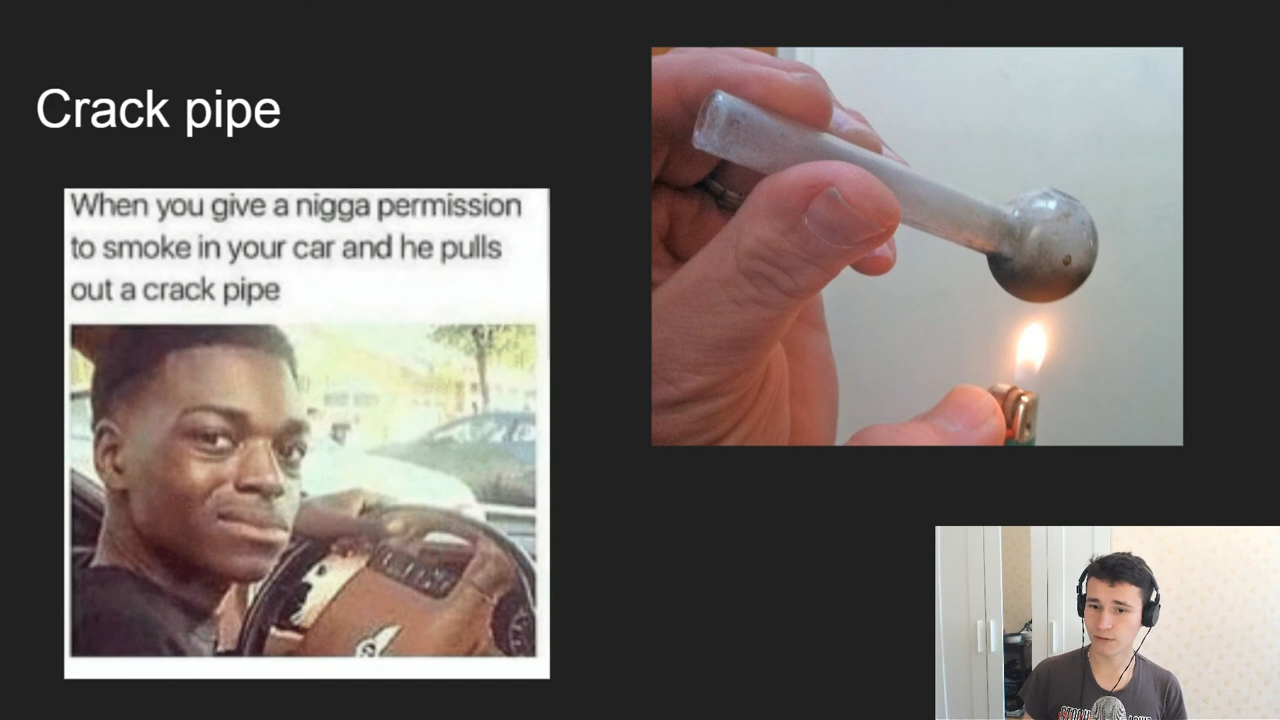 Crack pipe
When you give a nigga permission
to smoke in your car and he pulls
out a crack pipe